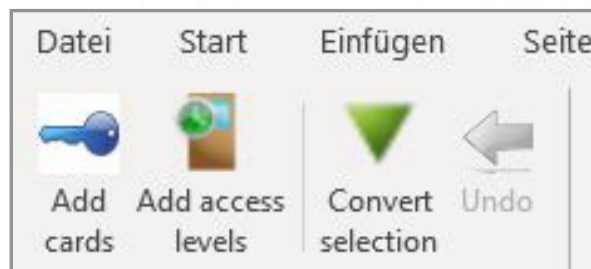 Datei Start Einfügen Seite
Add cards
Add access levels
Convert selection
Undo